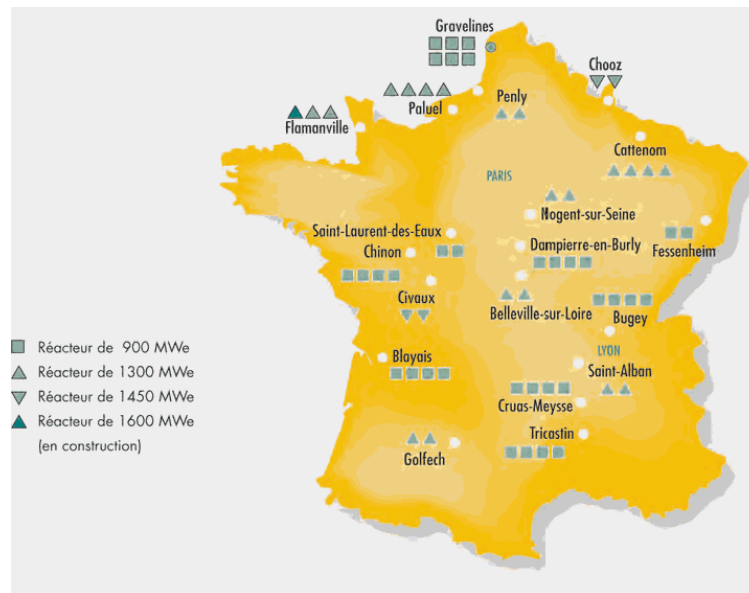 Gravelines
Chooz
Paluel
Penly
Flamanville
Cattenom
PARIS
Nogent-sur-Seine
Saint-Laurent-des-Eaux
Dampierre-en-Burly
Chinon
Fessenheim
Civaux
Belleville-sur-Loire
Bugey
Réacteur de 900 MWe
LYON
Blayais
Réacteur de 1300 MWe
Saint-Alban
Réacteur de 1450 MWe
Cruas-Meysse
Réacteur de 1600 MWe
(en construction)
Tricastin
Golfech